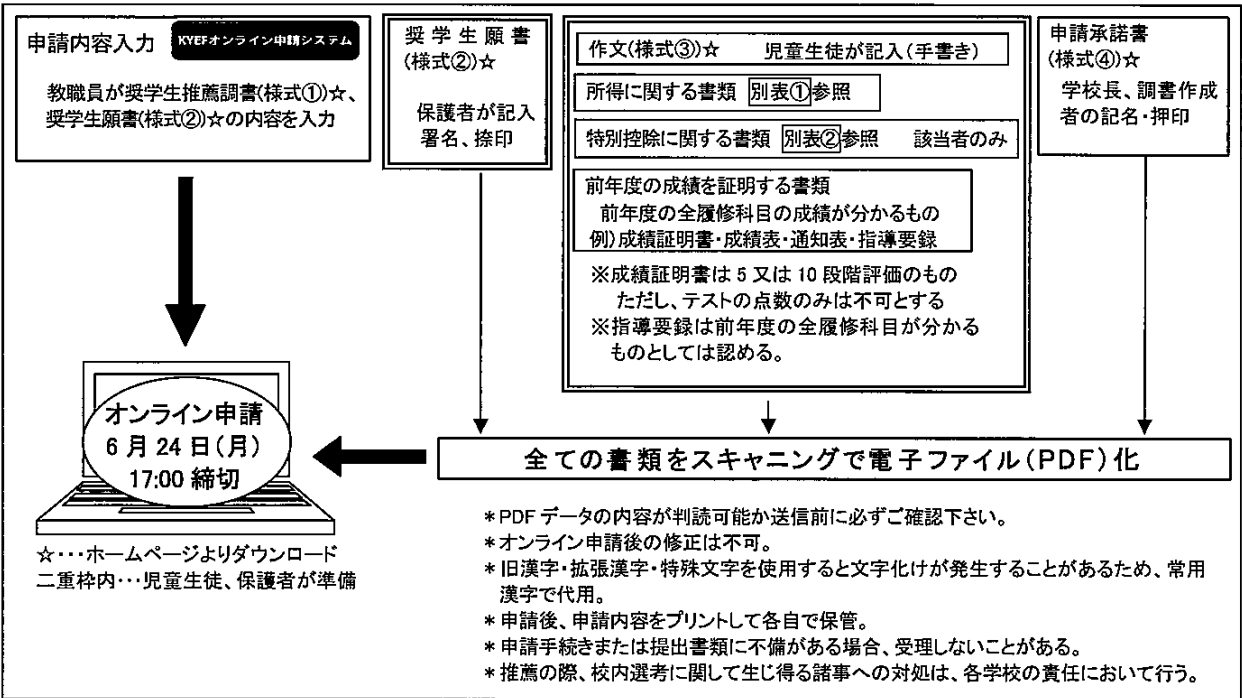 申請内容入力 KYEFオンライン申請システム
教職員が奨学生推薦調書(様式①)☆、
奨学生願書(様式②)☆の内容を入力
奨学生願書
(様式②)☆
保護者が記入
署名、捺印
作文(様式③)☆ 児童生徒が記入(手書き)
所得に関する書類 別表①参照
特別控除に関する書類 別表②参照 該当者のみ
前年度の成績を証明する書類
前年度の全履修科目の成績が分かるもの
例)成績証明書・成績表・通知表・指導要録
※成績証明書は5又は10段階評価のもの
ただし、テストの点数のみは不可とする
※指導要録は前年度の全履修科目が分かる
ものとしては認める。
申請承諾書
(様式④)☆
学校長、調書作成
者の記名・押印
オンライン申請
6月24日(月)
17:00 締切
全ての書類をスキャニングで電子ファイル(PDF)化
☆・・・ホームページよりダウンロード
二重枠内・・・児童生徒、保護者が準備
*PDFデータの内容が判読可能か送信前に必ずご確認下さい。
*オンライン申請後の修正は不可。
*旧漢字・拡張漢字・特殊文字を使用すると文字化けが発生することがあるため、常用
漢字で代用。
*申請後、申請内容をプリントして各自で保管。
*申請手続きまたは提出書類に不備がある場合、受理しないことがある。
*推薦の際、校内選考に関して生じ得る諸事への対処は、各学校の責任において行う。